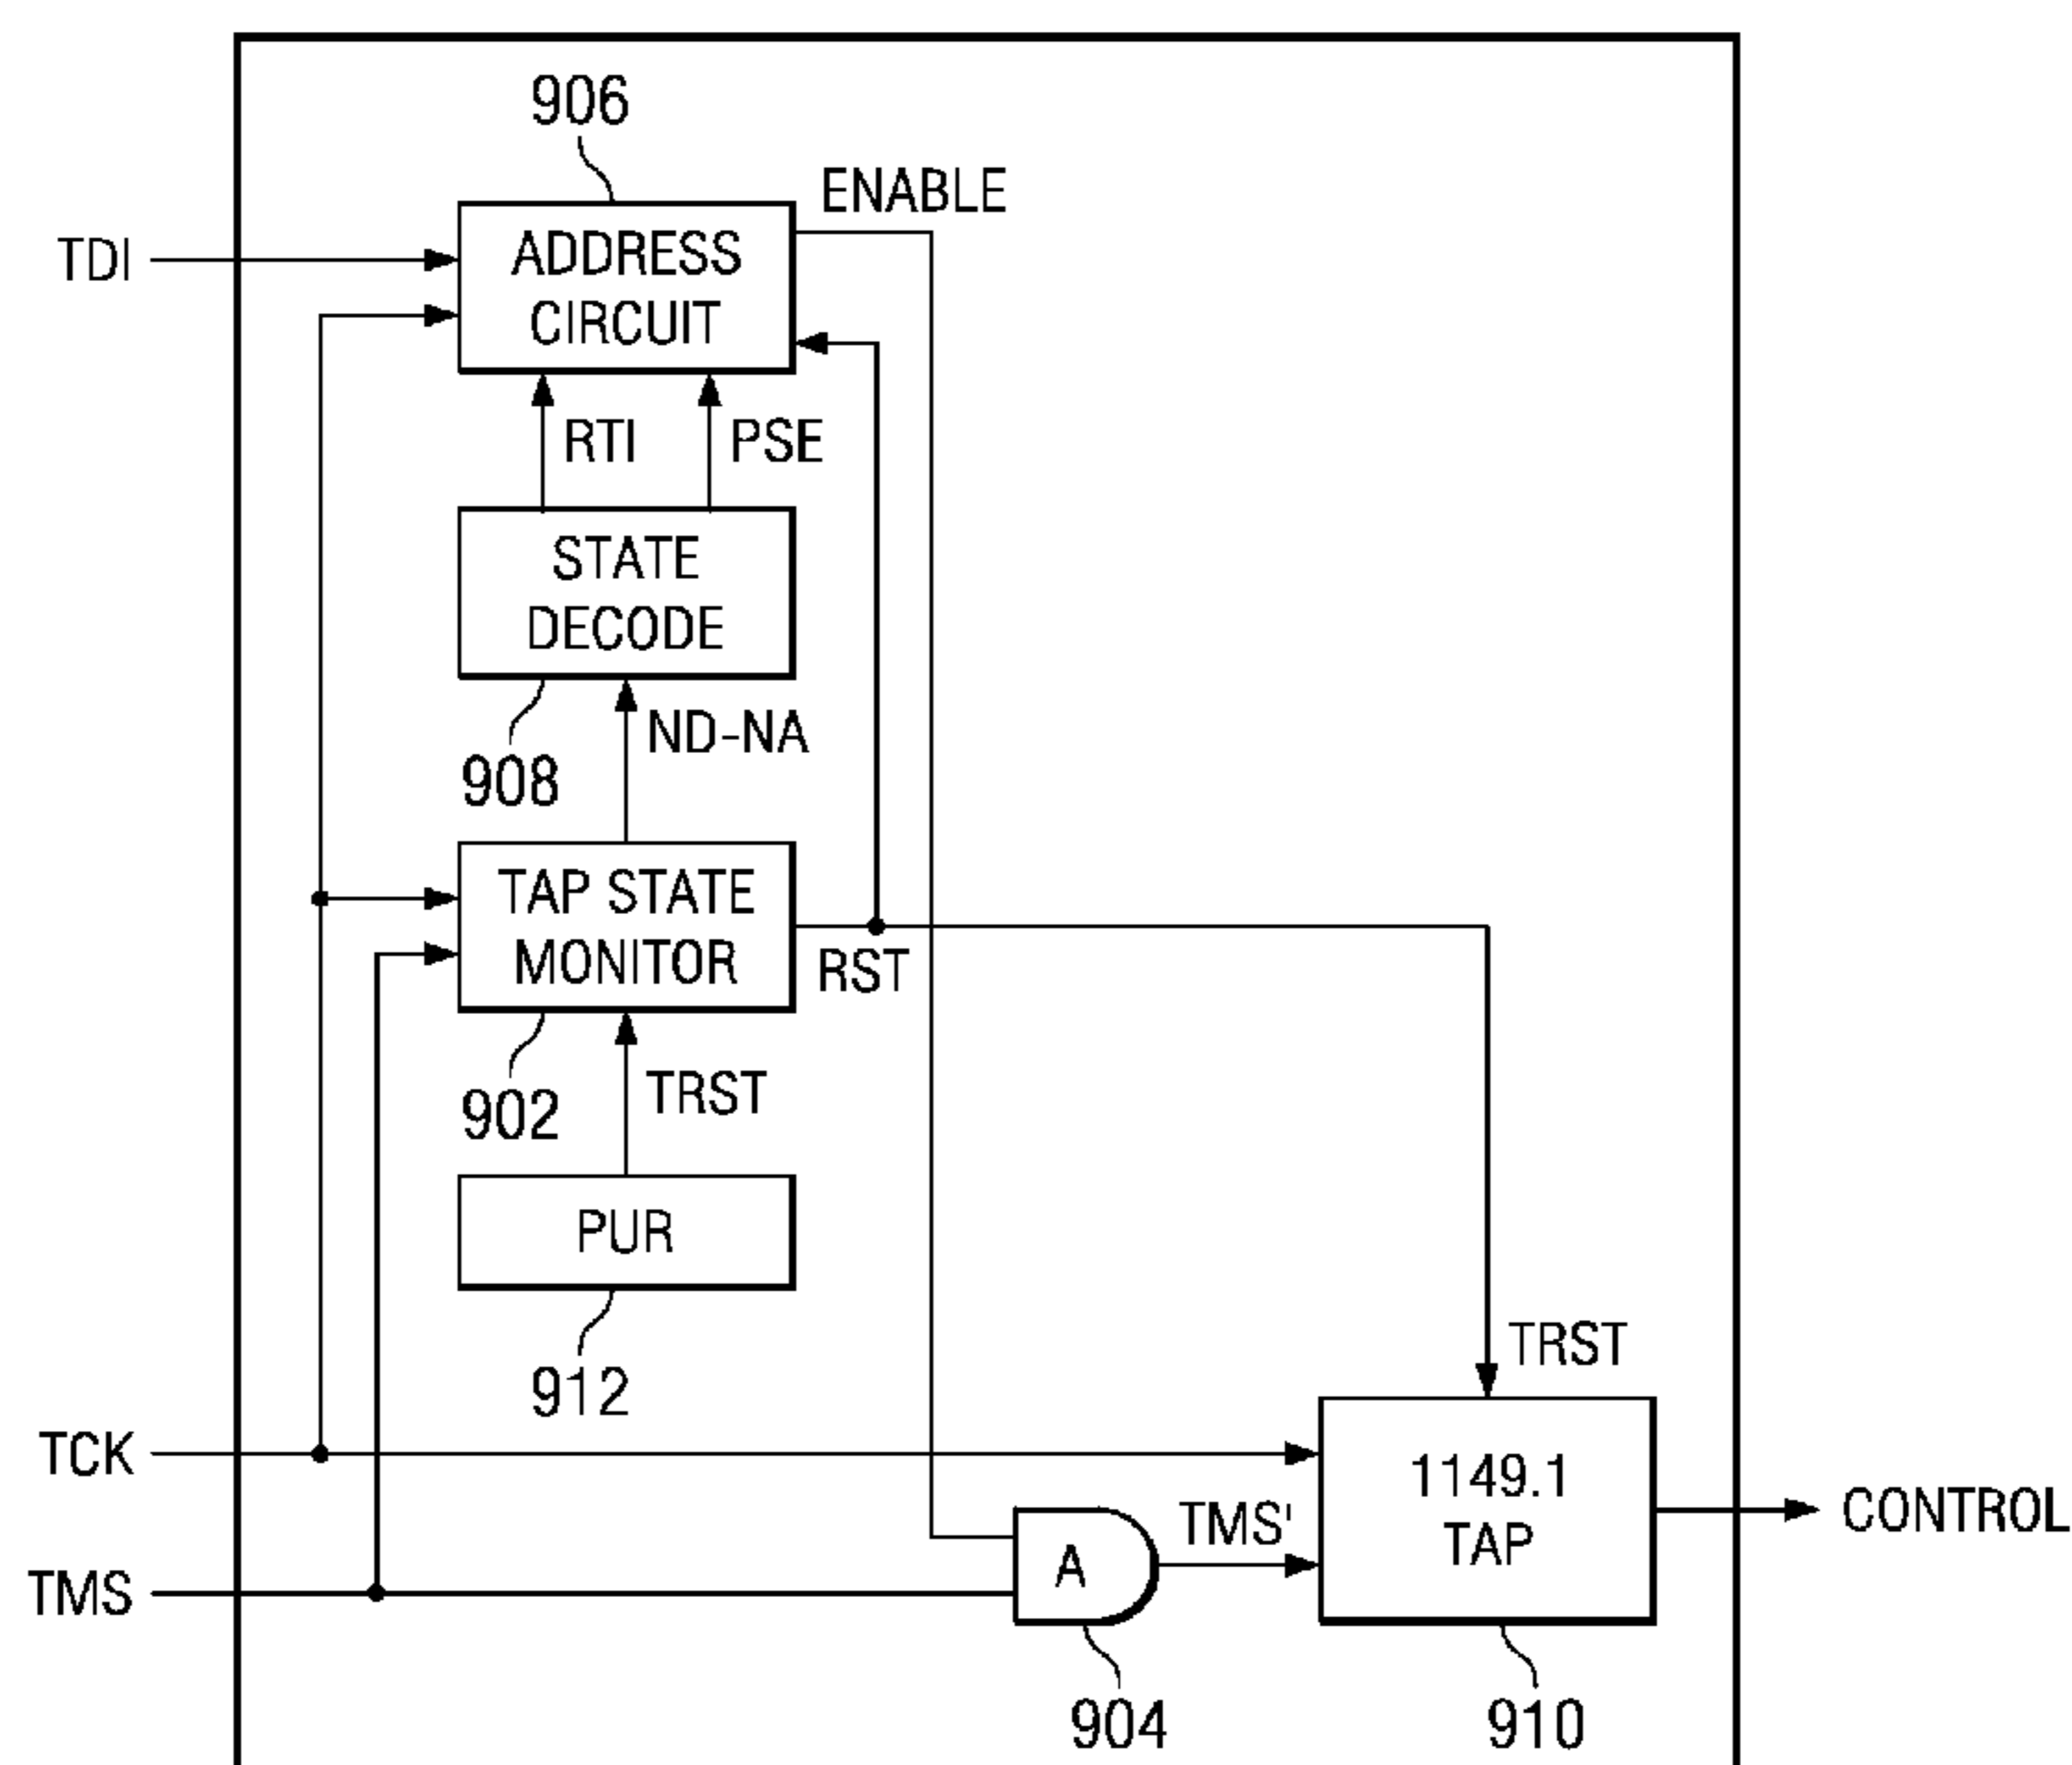 906
ENABLE
TDI
ADDRESS
CIRCUIT
RTI
PSE
STATE
DECODE
ND-NA
908
TAP STATE
MONITOR
RST
902
TRST
PUR
912
TRST
TCK
1149.1
TAP
TMS'
CONTROL
A
TMS
904
910